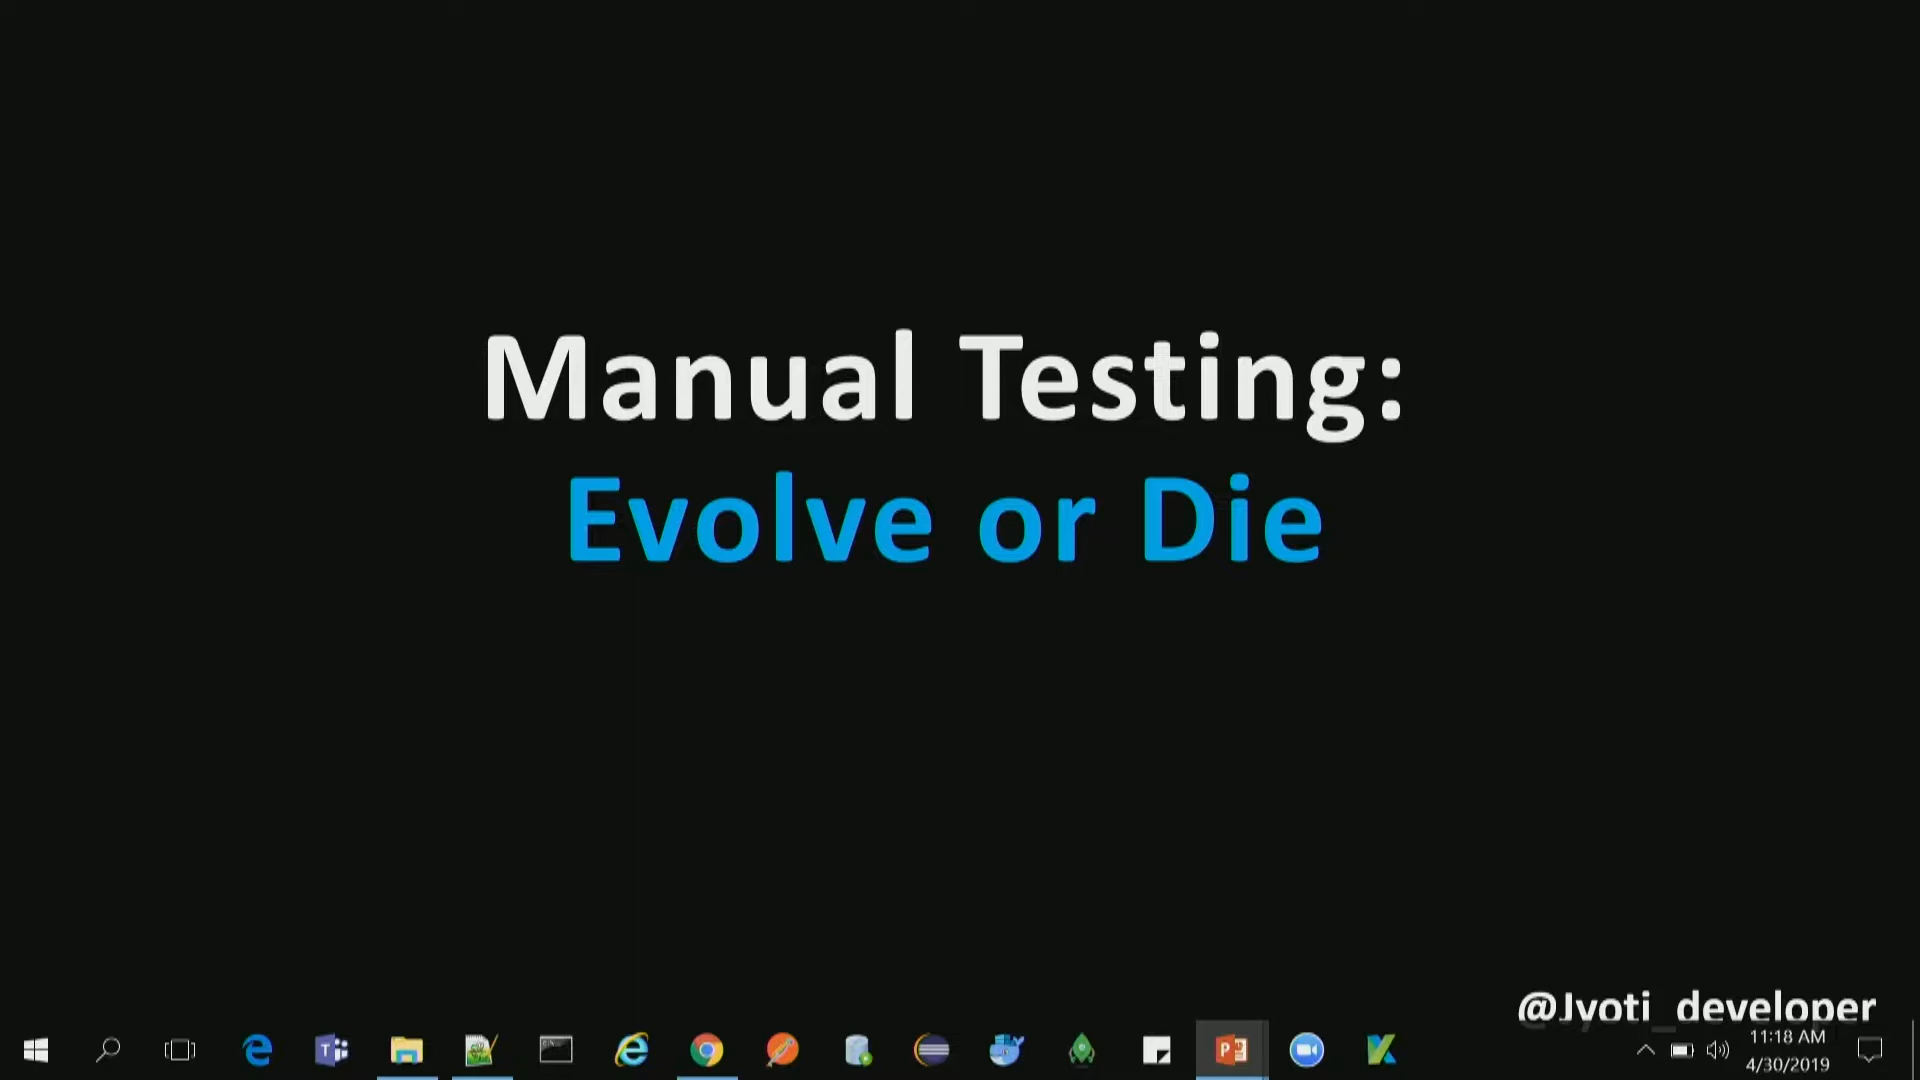 Manual Testing:
Evolve or Die
@Jyoti_developer
11:18 AM
4/30/2019